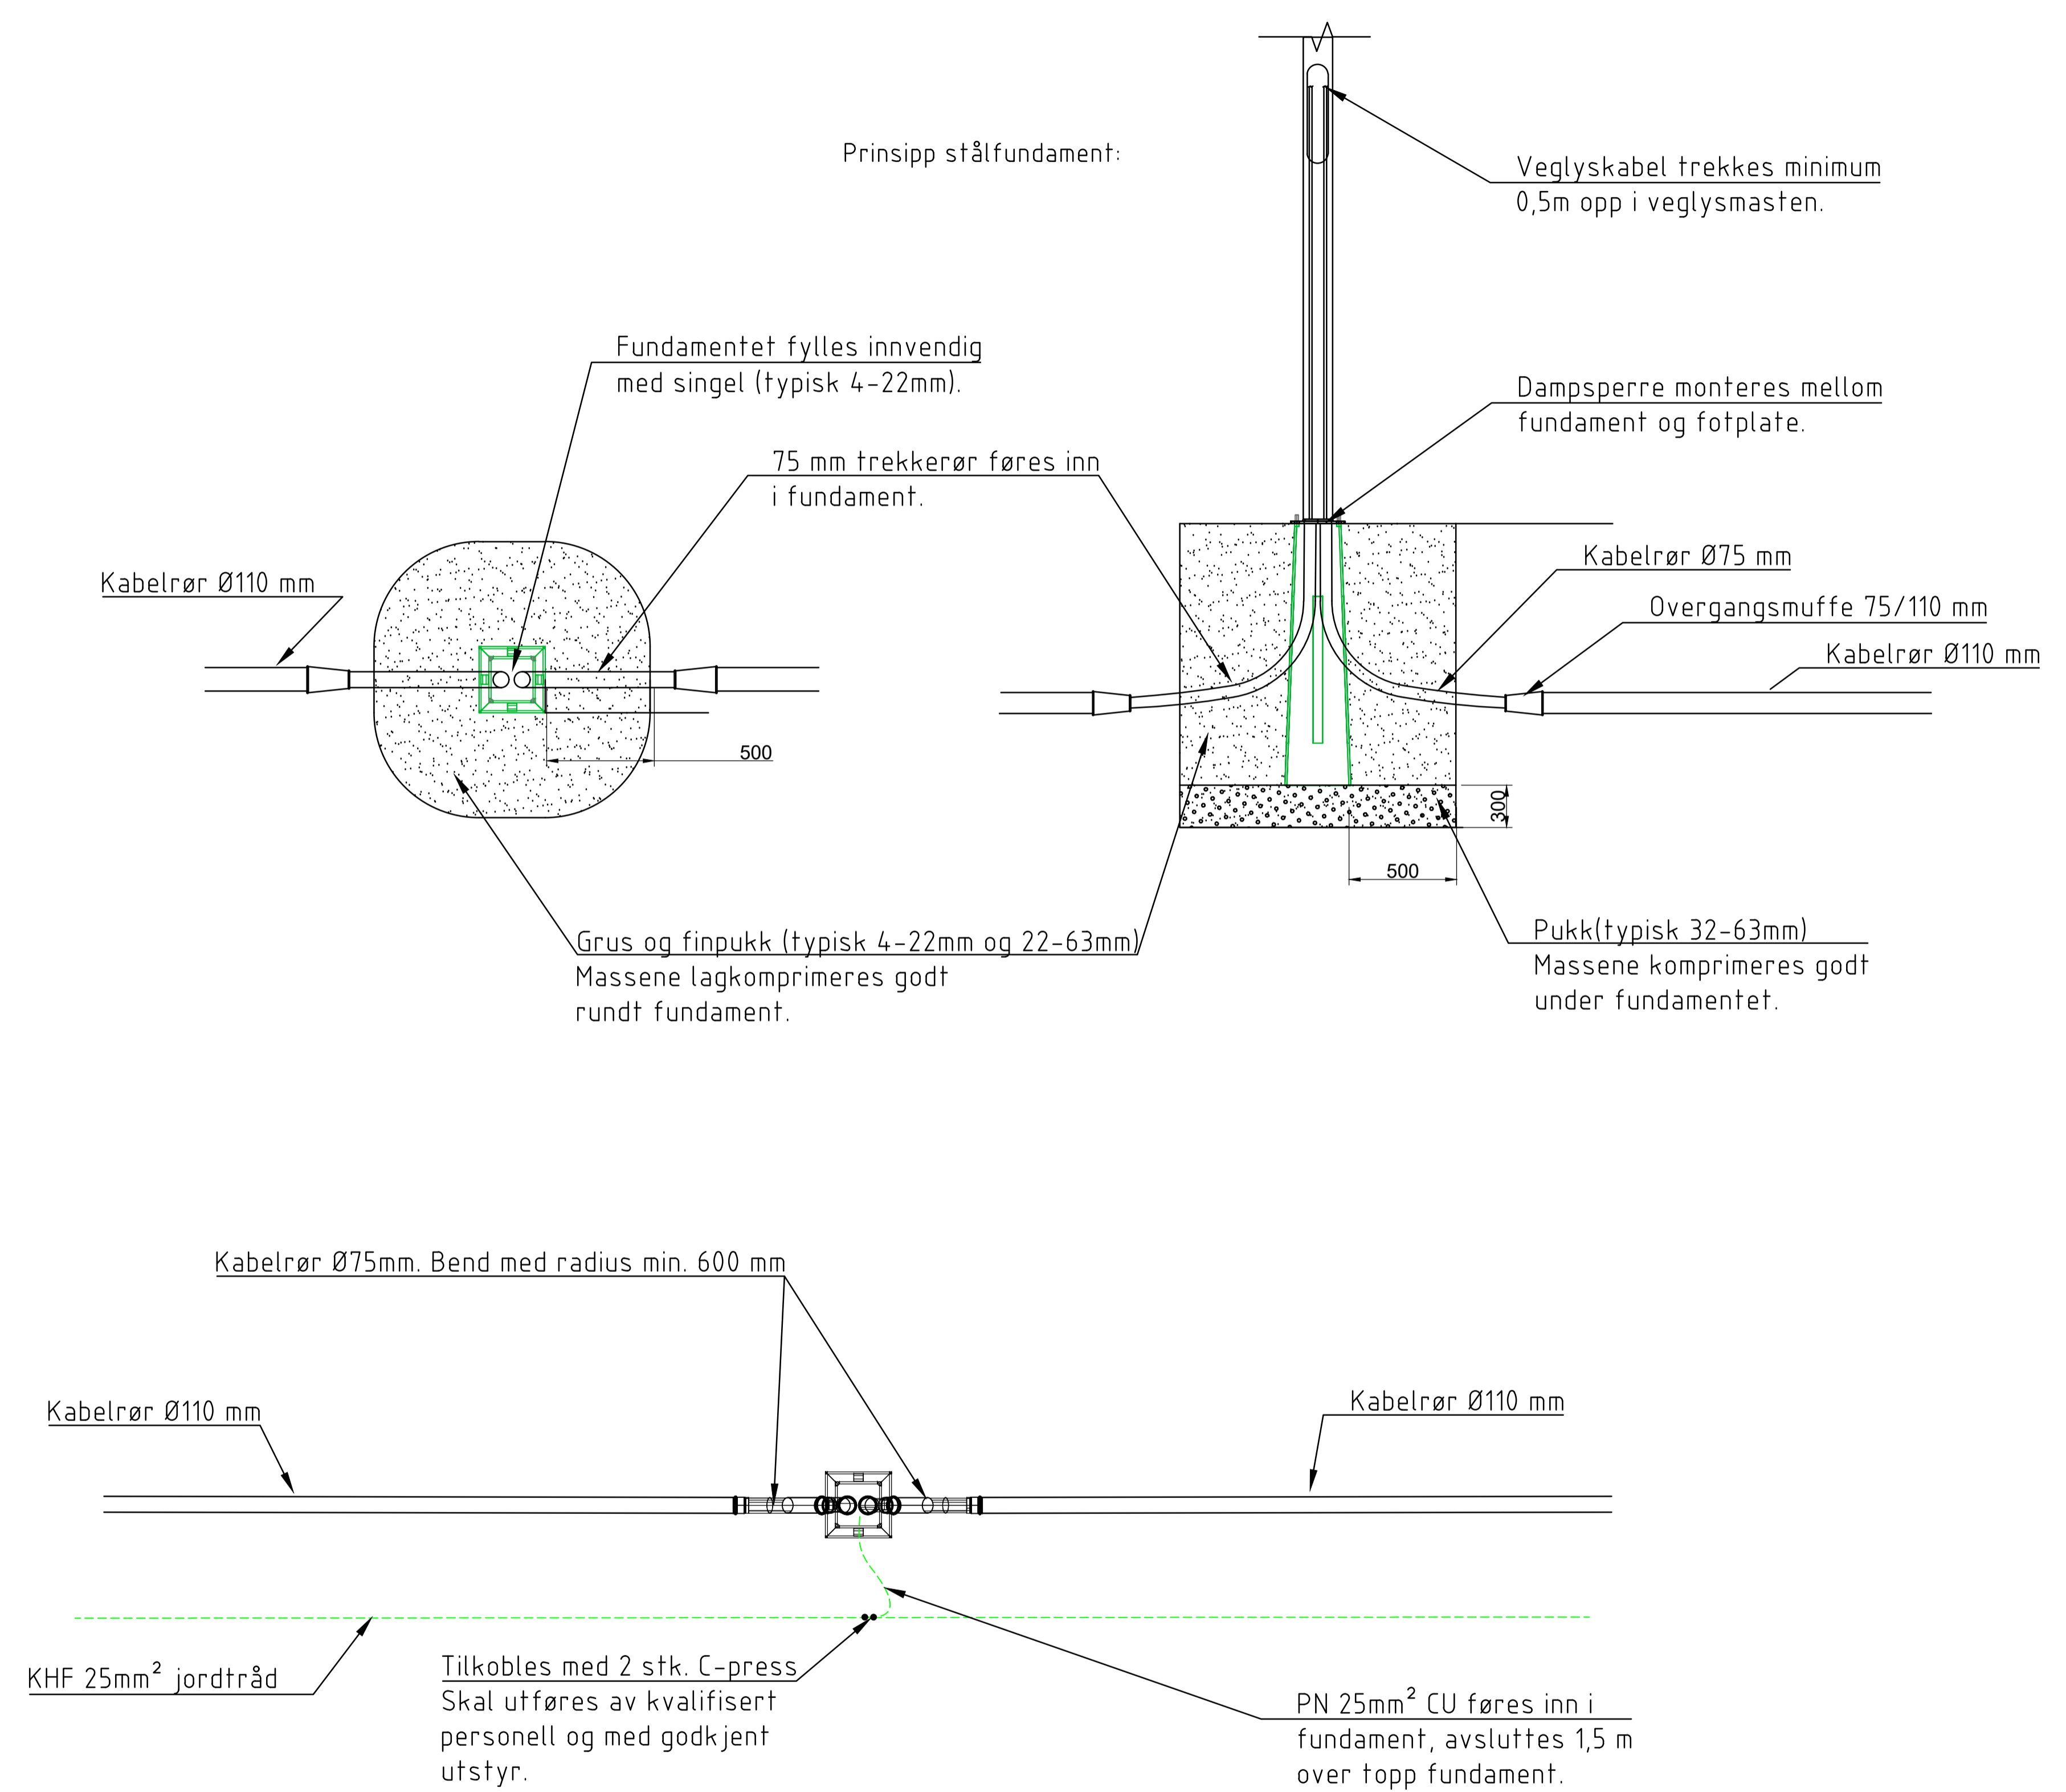 Prinsipp stålfundament:
Veglyskabel trekkes minimum
0,5m opp i veglysmasten.
Fundamentet fylles innvendig
med singel (typisk 4-22mm).
Dampsperre monteres mellom
fundament og fotplate.
75 mm trekkerør føres inn
i fundament.
Kabelrør Ø110 mm
Kabelrør Ø75 mm
Overgangsmuffe 75/110 mm
Kabelrør Ø110 mm
500
300
500
Grus og finpukk (typisk 4-22mm og 22-63mm)
Massene lagkomprimeres godt
rundt fundament.
Pukk(typisk 32-63mm)
Massene komprimeres godt
under fundamentet.
Kabelrør Ø75mm. Bend med radius min. 600 mm
Kabelrør Ø110 mm
Kabelrør Ø110 mm
KHF 25mm² jordtråd
Tilkobles med 2 stk. C-press
Skal utføres av kvalifisert
personell og med godkjent
utstyr.
PN 25mm² CU føres inn i
fundament, avsluttes 1,5 m
over topp fundament.